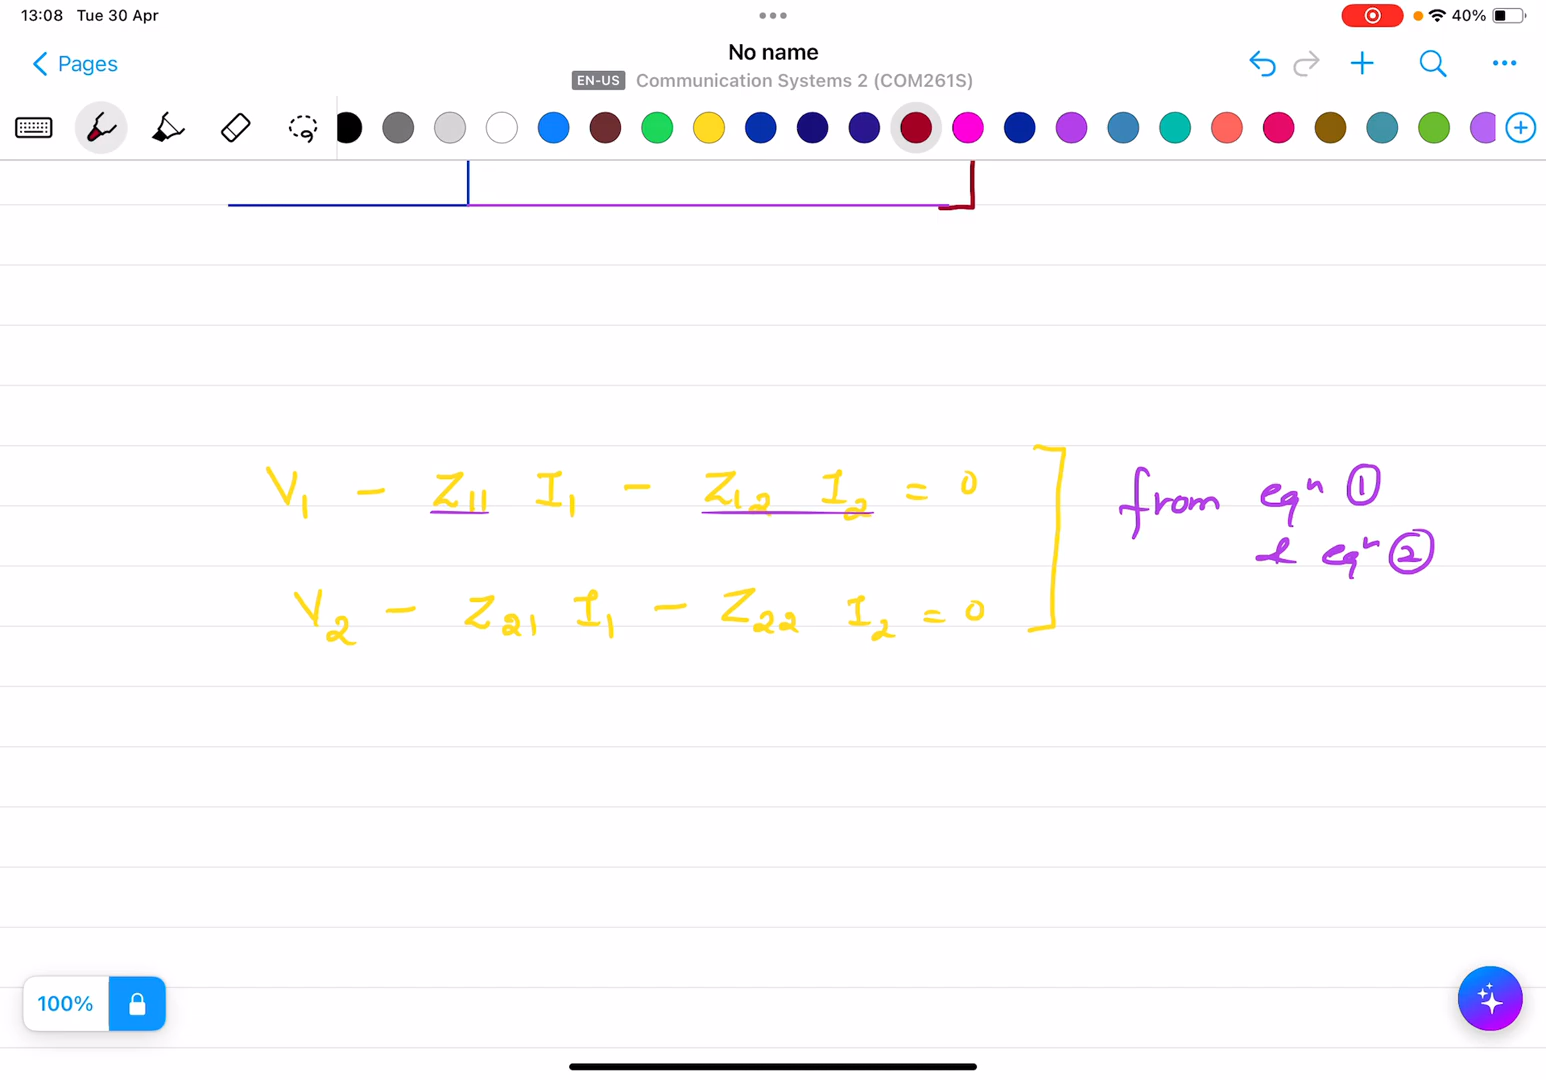 13:08 Tue 30 Apr
40%
Pages
No name
EN-US Communication Systems 2 (COM261S)
V₁ - Z₁₁ I₁ - Z₁₂ I₂ = 0
from eqⁿ ①
& eqⁿ ②
V₂ - Z₂₁ I₁ - Z₂₂ I₂ = 0
100%